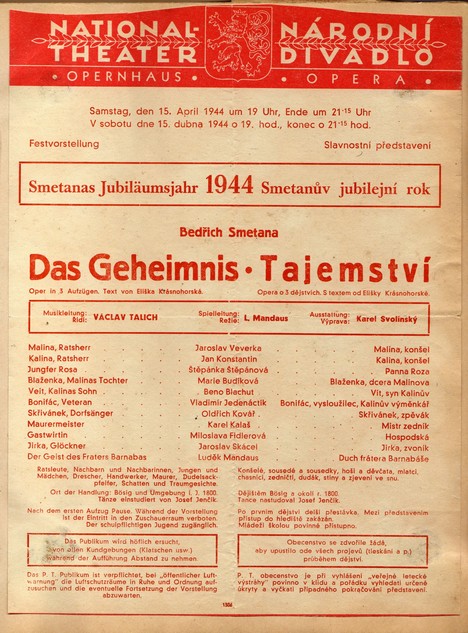 NATIONAL-
THEATER
• OPERNHAUS •
NÁRODNÍ
DIVADLO
• OPERA •
Samstag, den 15. April 1944 um 19 Uhr, Ende um 21·15 Uhr
V sobotu dne 15. dubna 1944 o 19. hod., konec o 21·15 hod.
Festvorstellung Slavnostní představení
Smetanas Jubiläumsjahr 1944 Smetanův jubilejní rok
Bedřich Smetana
Das Geheimnis • Tajemství
Oper in 3 Aufzügen. Text von Eliška Krásnohorská. Opera o 3 dějstvích. S textem od Elišky Krásnohorské.
Musikleitung: Řídí: VÁCLAV TALICH Spielleitung: Režie: L. Mandaus Ausstattung: Výprava: Karel Svolinský
Malina, Ratsherr . . . Jaroslav Veverka . . . Malina, konšel
Kalina, Ratsherr . . . Jan Konstantin . . . Kalina, konšel
Jungfer Rosa . . . Štěpánka Štěpánová . . . Panna Roza
Blaženka, Malinas Tochter . . . Marie Budíková . . . Blaženka, dcera Malinova
Veit, Kalinas Sohn . . . Beno Blachut . . . Vít, syn Kalinův
Bonifác, Veteran . . . Vladimír Jedenáctík . . . Bonifác, vysloužilec, Kalinův výměnkář
Skřivánek, Dorfsänger . . . Oldřich Kovář . . . Skřivánek, zpěvák
Maurermeister . . . Karel Kalaš . . . Mistr zedník
Gastwirtin . . . Miloslava Fidlerová . . . Hospodská
Jirka, Glöckner . . . Jaroslav Skácel . . . Jirka, zvoník
Der Geist des Fraters Barnabas . . . Luděk Mandaus . . . Duch frátera Barnabáše
Ratsleute, Nachbarn und Nachbarinnen, Jungen und
Mädchen, Drescher, Handwerker, Maurer, Dudelsack-
pfeifer, Schatten und Traumgesichte.
Ort der Handlung: Bösig und Umgebung i. J. 1800.
Tänze einstudiert von Josef Jenčík.
Nach dem ersten Aufzug Pause. Während der Vorstellung
ist der Eintritt in den Zuschauerraum verboten.
Der schulpflichtigen Jugend zugänglich.
Konšelé, sousedé a sousedky, hoši a děvčata, mlatci,
chasníci, zedničtí, dudák, stíny a zjevení ve snu.
Dějištěm Bösig a okolí r. 1800.
Tance nastudoval Josef Jenčík.
Po prvním dějství delší přestávka. Mezi představením
přístup do hlediště zakázán.
Mládeži školou povinné přístupno.
Das Publikum wird höflich ersucht,
von allen Kundgebungen (Klatschen usw.)
während der Aufführung Abstand zu nehmen.
Obecenstvo se zdvořile žádá,
aby upustilo ode všech projevů (tleskání a p.)
průběhem dějství.
Das P. T. Publikum ist verpflichtet, bei „öffentlicher Luft-
warnung" die Luftschutzräume in Ruhe und Ordnung auf-
zusuchen und die eventuelle Fortsetzung der Vorstellung
abzuwarten.
P. T. obecenstvo je při vyhlášení „veřejné letecké
výstrahy" povinno v klidu a pořádku vyhledati určené
úkryty a vyčkati případného pokračování představení.